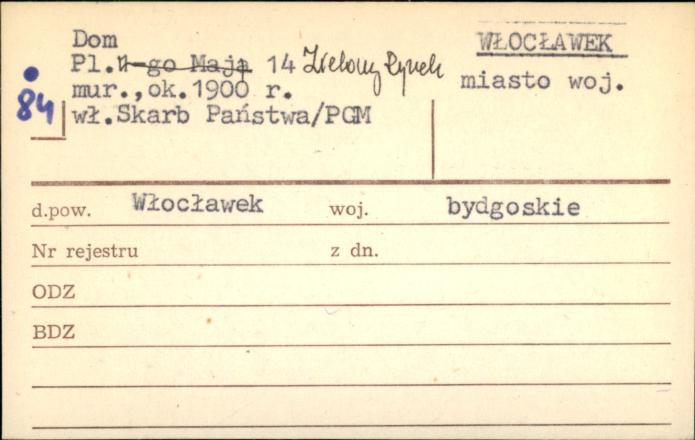 Dom
Pl. 1-go Maja 14 Zielony Rynek
mur.,ok.1900 r.
wł.Skarb Państwa/PGM
84
WŁOCŁAWEK
miasto woj.
d.pow. Włocławek woj. bydgoskie
Nr rejestru z dn.
ODZ
BDZ